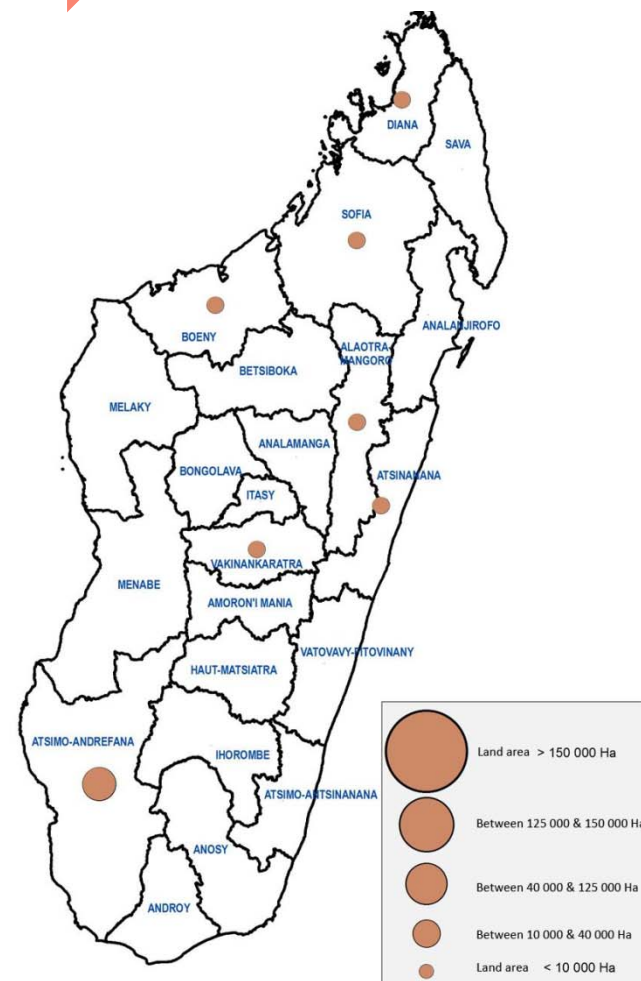 DIANA
SAVA
SOFIA
ANALANJIROFO
BOENY
ALAOTRA-
MANGORO
BETSIBOKA
MELAKY
ANALAMANGA
BONGOLAVA
ATSINANANA
ITASY
VAKINANKARATRA
MENABE
AMORON'I MANIA
VATOVAVY-FITOVINANY
HAUT-MATSIATRA
ATSIMO-ANDREFANA
IHOROMBE
ATSIMO-ANTSINANANA
ANOSY
ANDROY
Land area > 150 000 Ha
Between 125 000 & 150 000 Ha
Between 40 000 & 125 000 Ha
Between 10 000 & 40 000 Ha
Land area < 10 000 Ha